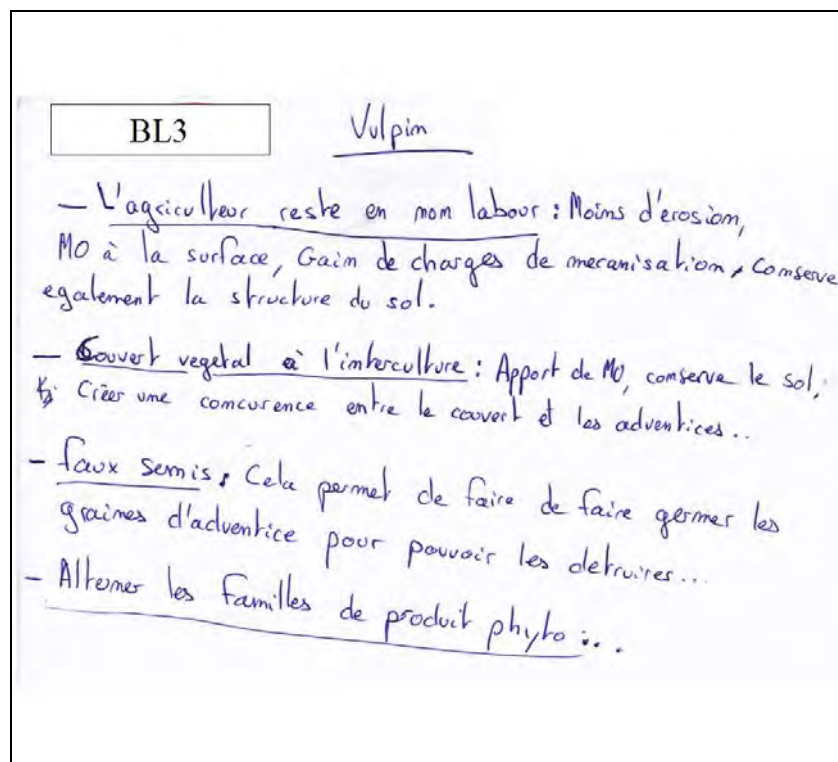 BL3
Vulpin
— L'agriculteur reste en non labour : Moins d'érosion,
MO à la surface, Gain de charges de mecanisation, Conserve
egalement la structure du sol.
— Couvert vegetal à l'interculture : Apport de MO, conserve le sol,
Créer une concurence entre le couvert et les adventices..
- faux semis : Cela permet de faire de faire germer les
graines d'adventice pour pouvoir les detruires...
- Alterner les familles de produit phyto :..